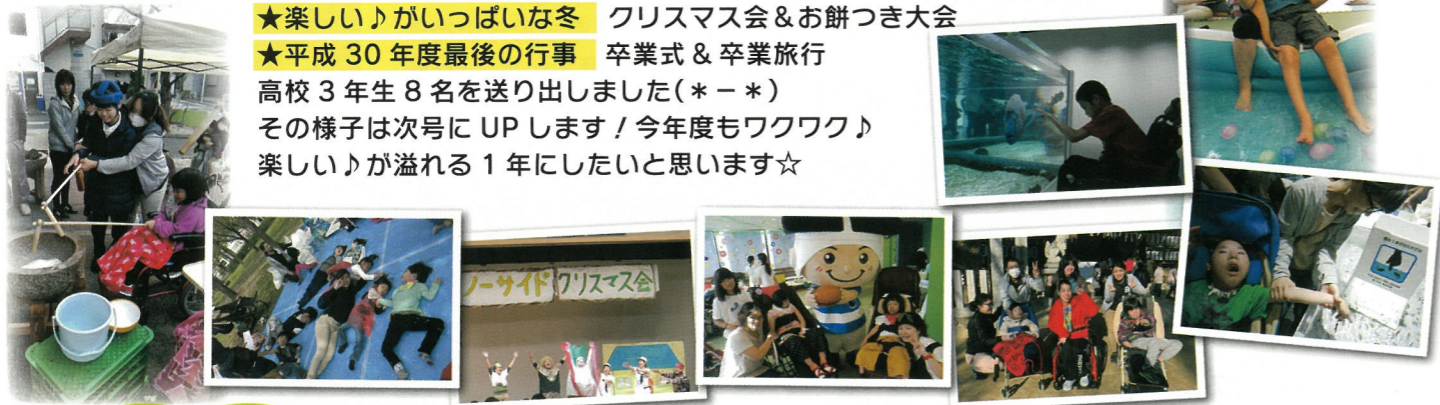 ★楽しい♪がいっぱいな冬 クリスマス会＆お餅つき大会
★平成 30 年度最後の行事 卒業式 & 卒業旅行
高校 3 年生 8 名を送り出しました(＊－＊)
その様子は次号に UP します！今年度もワクワク♪
楽しい♪が溢れる 1 年にしたいと思います☆
ノーサイド クリスマス会